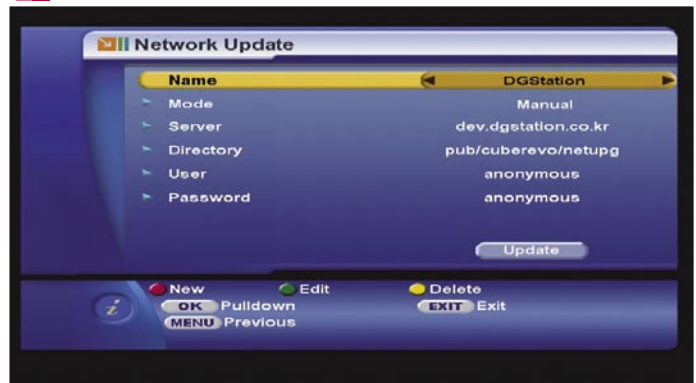 Network Update
Name DGStation
Mode Manual
Server dev.dgstation.co.kr
Directory pub/cuberevo/netupg
User anonymous
Password anonymous
Update
New Edit Delete
OK Pulldown EXIT Exit
MENU Previous